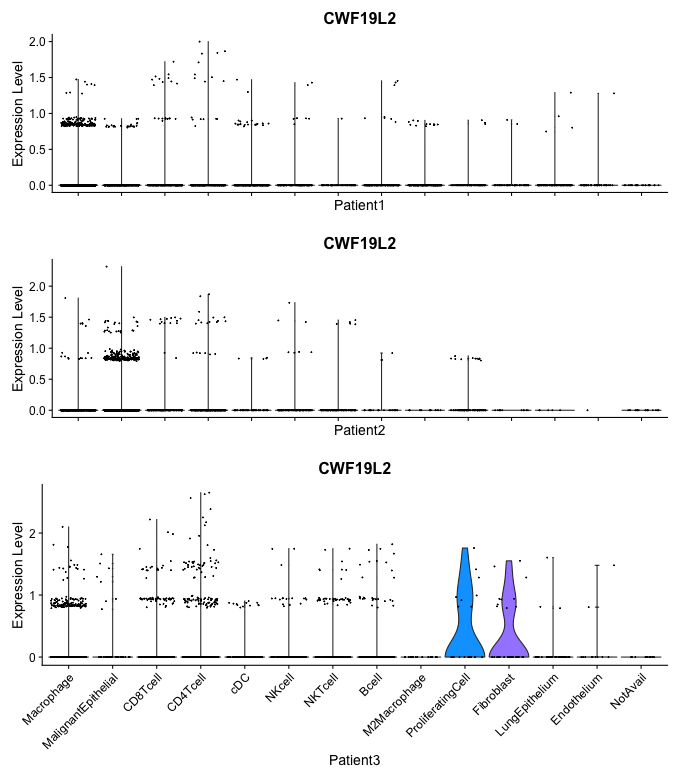 CWF19L2
Expression Level
2.0
1.5
1.0
0.5
0.0
Patient1
CWF19L2
Expression Level
2.0
1.5
1.0
0.5
0.0
Patient2
CWF19L2
Expression Level
2
1
0
Macrophage
MalignantEpithelial
CD8Tcell
CD4Tcell
cDC
NKcell
NKTcell
Bcell
M2Macrophage
ProliferatingCell
Fibroblast
LungEpithelium
Endothelium
NotAvail
Patient3